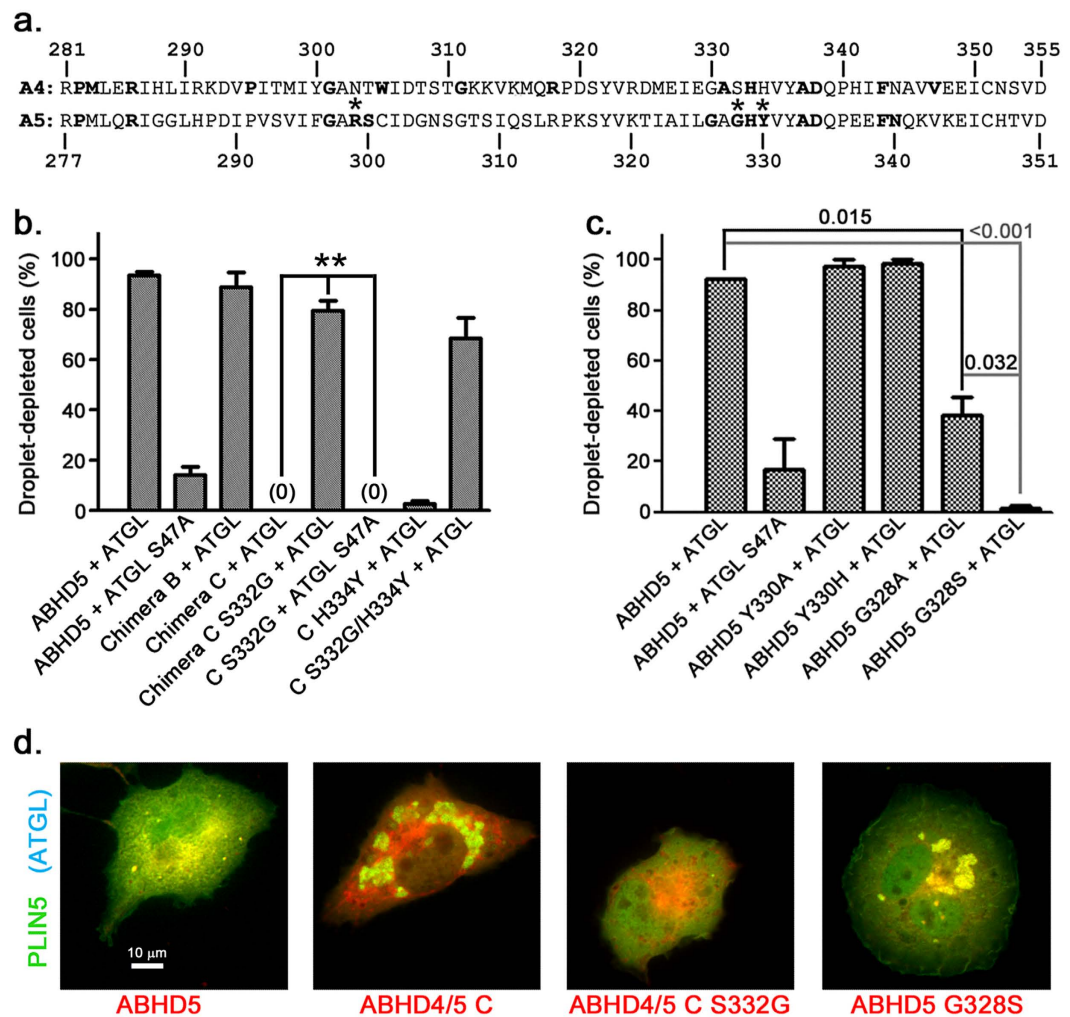 a.
281 290 300 310 320 330 340 350 355
A4: RPMLERIHLIRKDVPITMIYGANTWIDTSTGKKVKMQRPDSYVRDMEIEGASHHVYADQPHIFNAVVEEICNSVD
* * *
A5: RPMLQRIGGLHPDIPVSVIFGARSCIDGNSGTSIQSLRPKSYVKTIAILGAGHYVYADQPEEFNQKVKEICHTVD
277 290 300 310 320 330 340 351
b.
Droplet-depleted cells (%)
100
80
60
40
20
0
**
(0)
(0)
ABHD5 + ATGL
ABHD5 + ATGL S47A
Chimera B + ATGL
Chimera C + ATGL
Chimera C S332G + ATGL
C S332G + ATGL S47A
C H334Y + ATGL
C S332G/H334Y + ATGL
c.
Droplet-depleted cells (%)
100
80
60
40
20
0
0.015
<0.001
0.032
ABHD5 + ATGL
ABHD5 + ATGL S47A
ABHD5 Y330A + ATGL
ABHD5 Y330H + ATGL
ABHD5 G328A + ATGL
ABHD5 G328S + ATGL
d.
PLIN5 (ATGL)
10 μm
ABHD5
ABHD4/5 C
ABHD4/5 C S332G
ABHD5 G328S